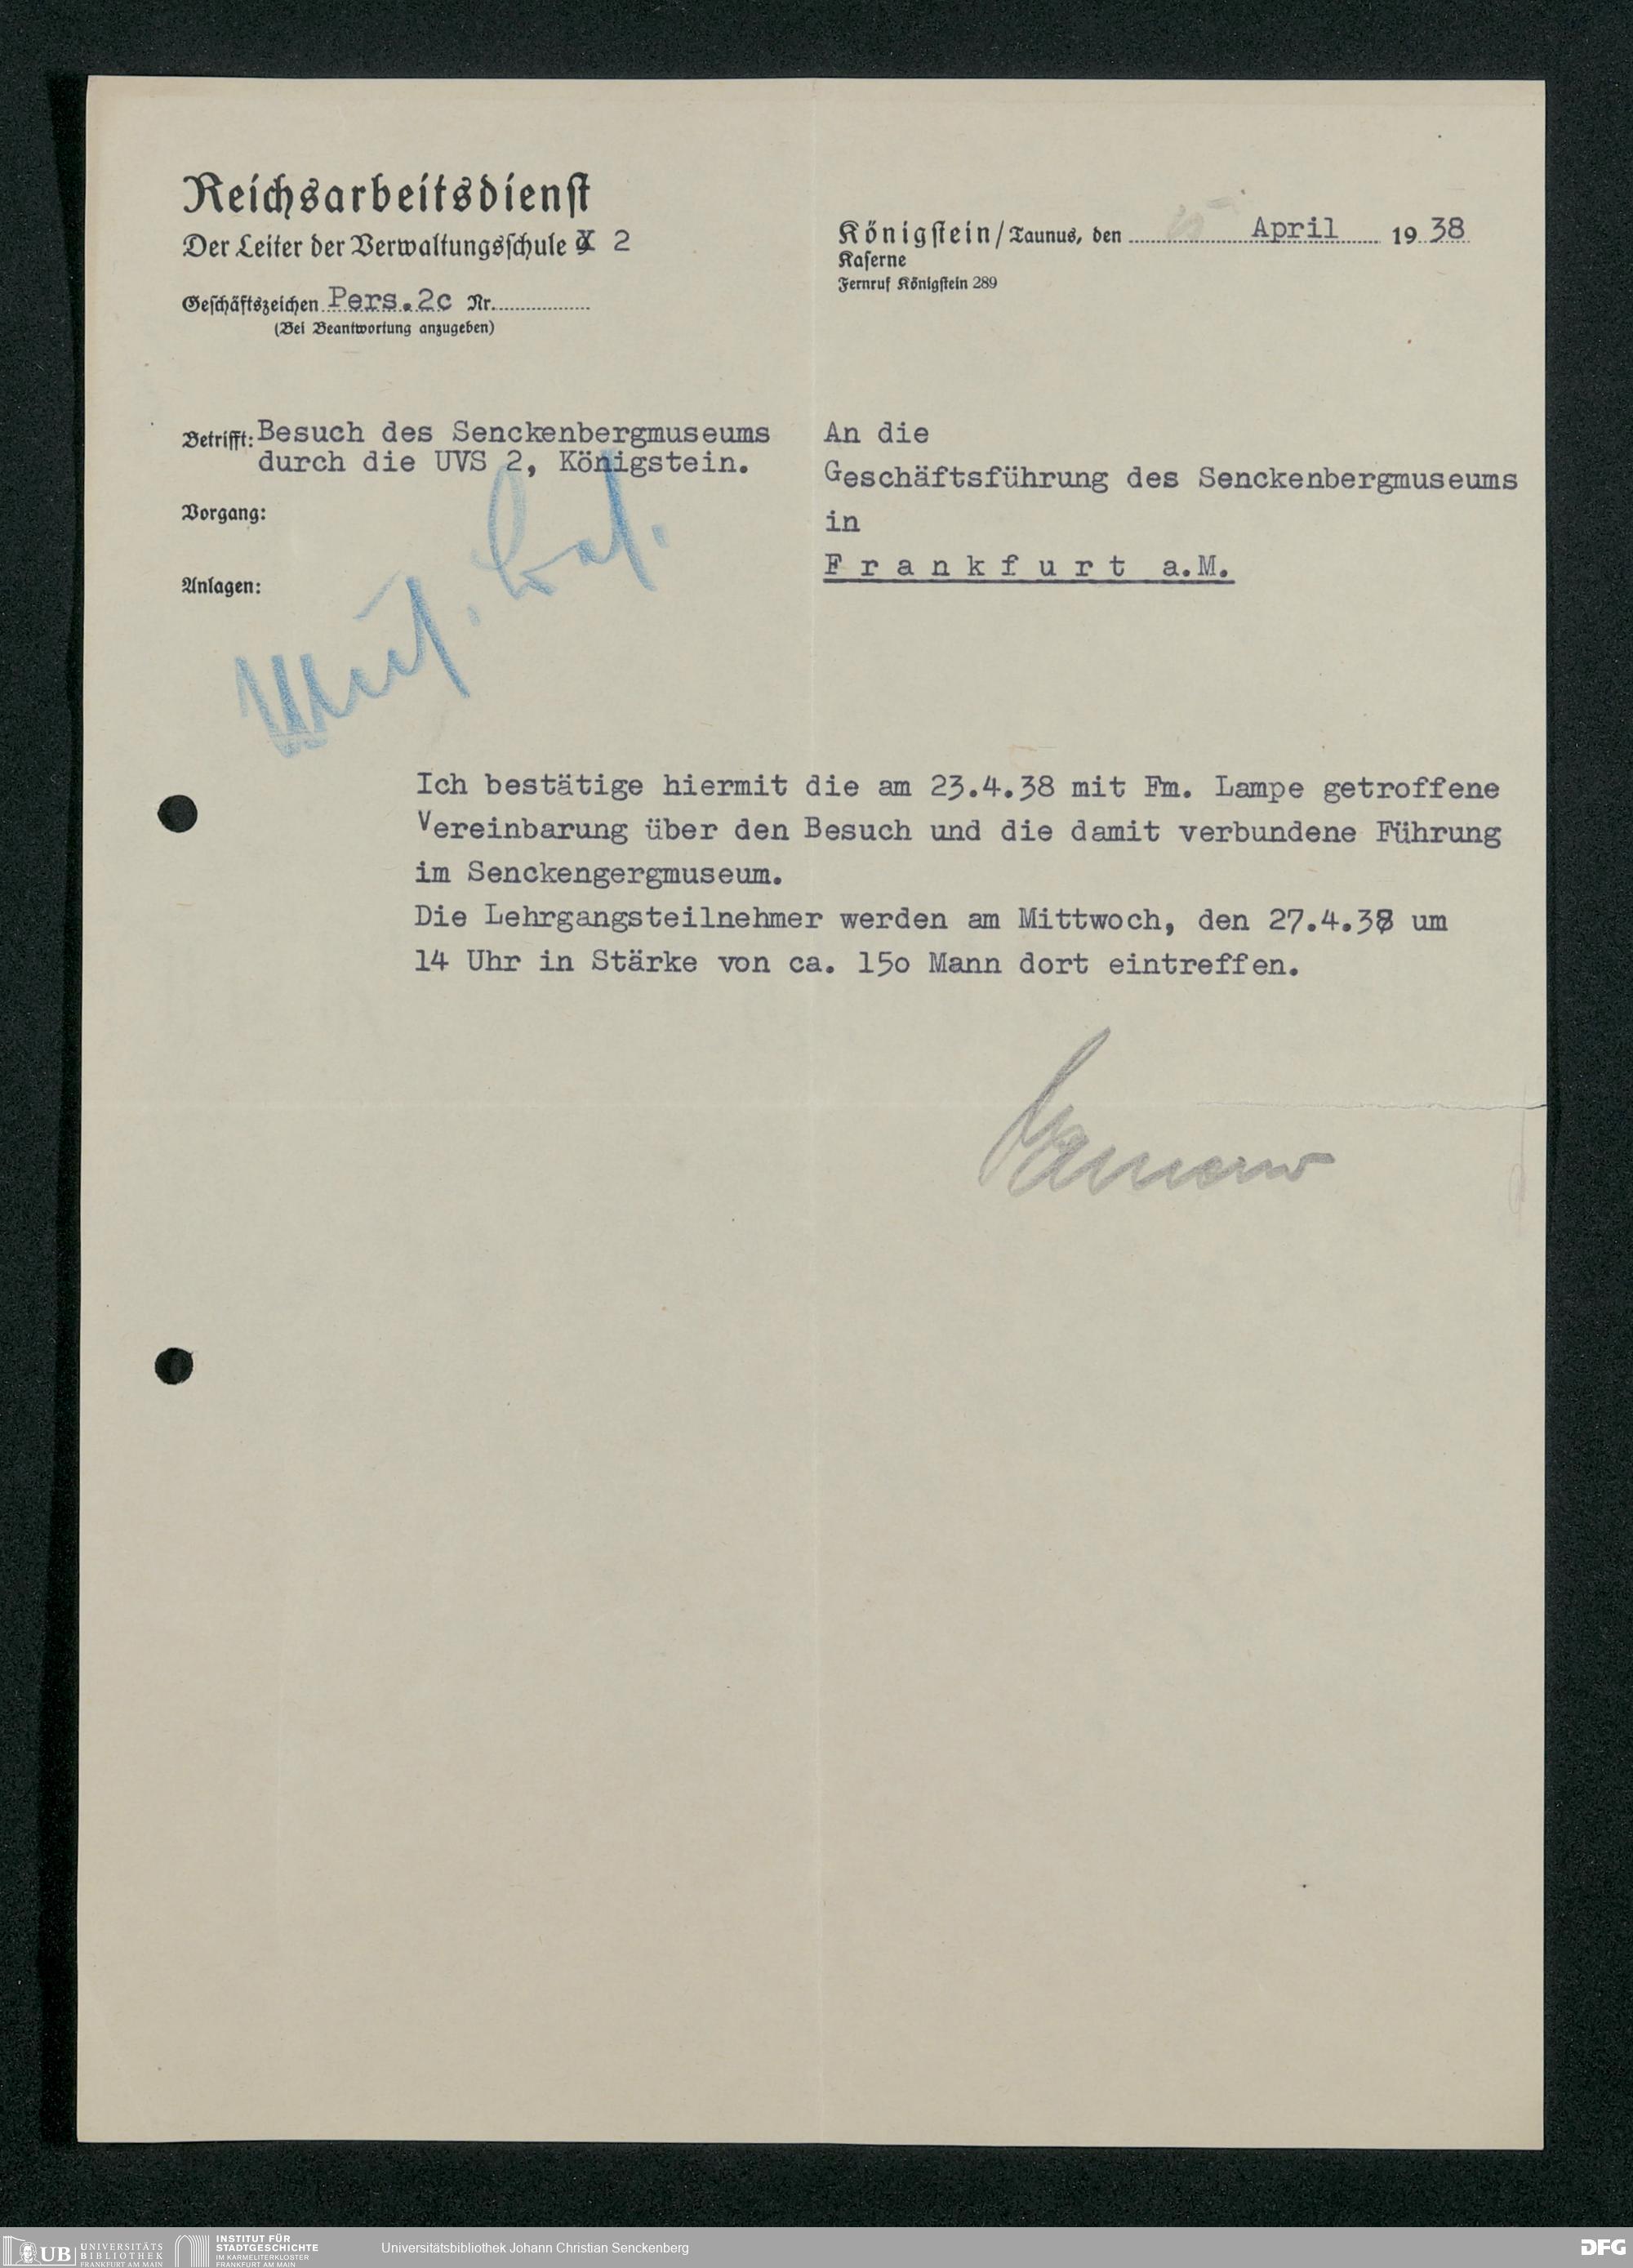 Reichsarbeitsdienst
Der Leiter der Verwaltungsschule 2
Geschäftszeichen Pers.2c Nr.
(Bei Beantwortung anzugeben)
Königstein/Taunus, den April 1938
Kaserne
Fernruf Königstein 289
Betrifft: Besuch des Senckenbergmuseums
durch die UVS 2, Königstein.
Vorgang:
Anlagen:
An die
Geschäftsführung des Senckenbergmuseums
in
Frankfurt a.M.
Ich bestätige hiermit die am 23.4.38 mit Fm. Lampe getroffene
Vereinbarung über den Besuch und die damit verbundene Führung
im Senckengergmuseum.
Die Lehrgangsteilnehmer werden am Mittwoch, den 27.4.38 um
14 Uhr in Stärke von ca. 15o Mann dort eintreffen.
UB UNIVERSITÄTS
BIBLIOTHEK
FRANKFURT AM MAIN
INSTITUT FÜR
STADTGESCHICHTE
IM KARMELITERKLOSTER
FRANKFURT AM MAIN
Universitätsbibliothek Johann Christian Senckenberg
DFG